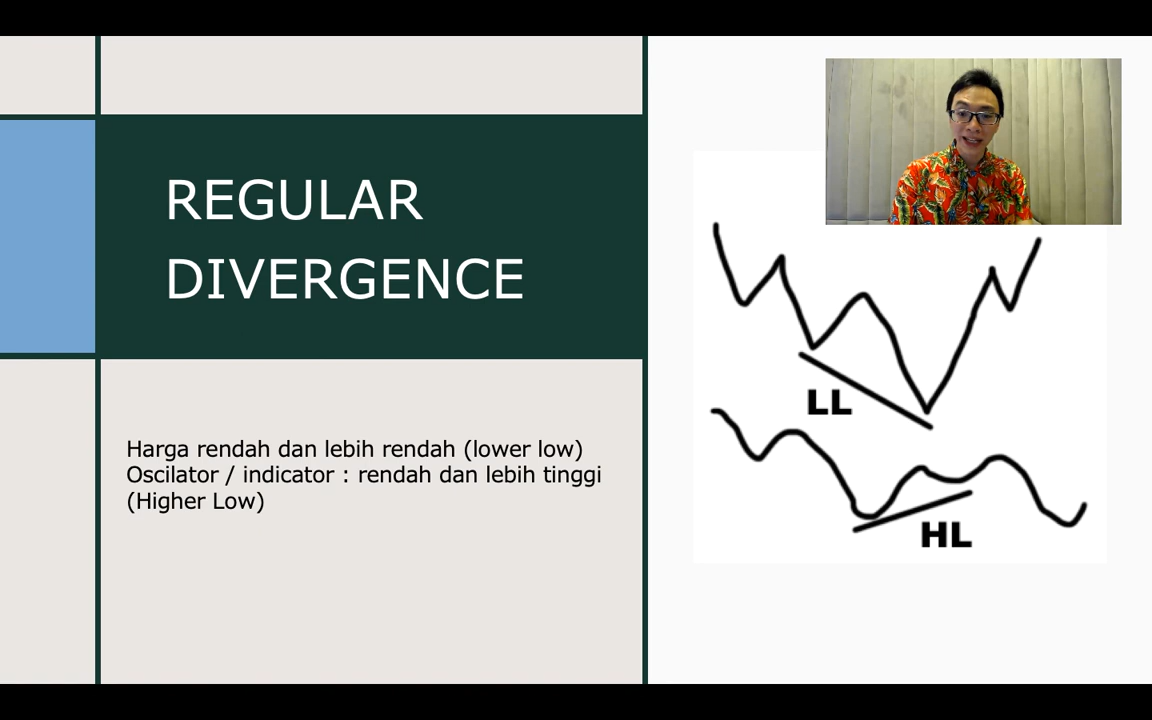 REGULAR
DIVERGENCE
Harga rendah dan lebih rendah (lower low)
Oscilator / indicator : rendah dan lebih tinggi
(Higher Low)
LL
HL